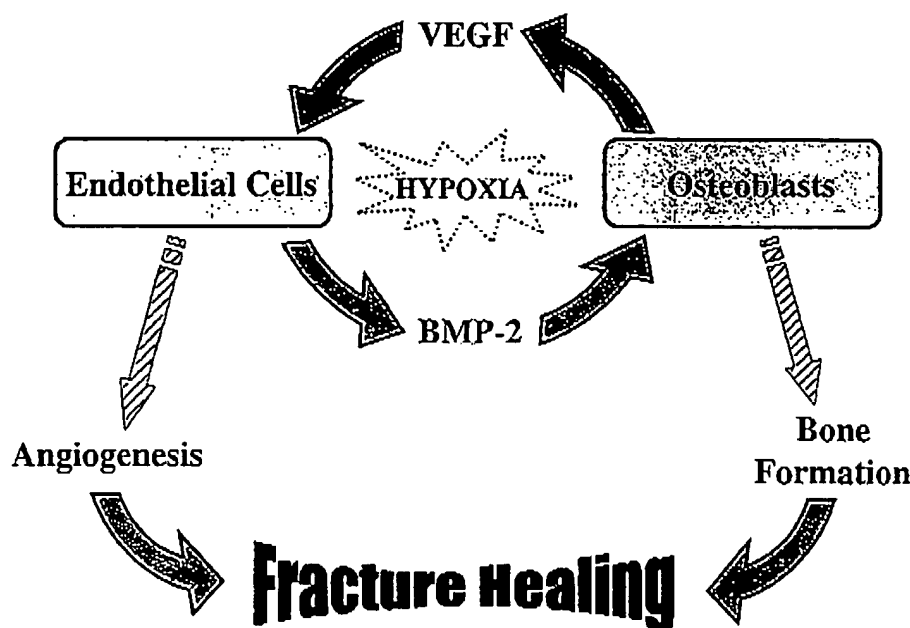 VEGF
Endothelial Cells
HYPOXIA
Osteoblasts
BMP-2
Angiogenesis
Bone
Formation
Fracture Healing